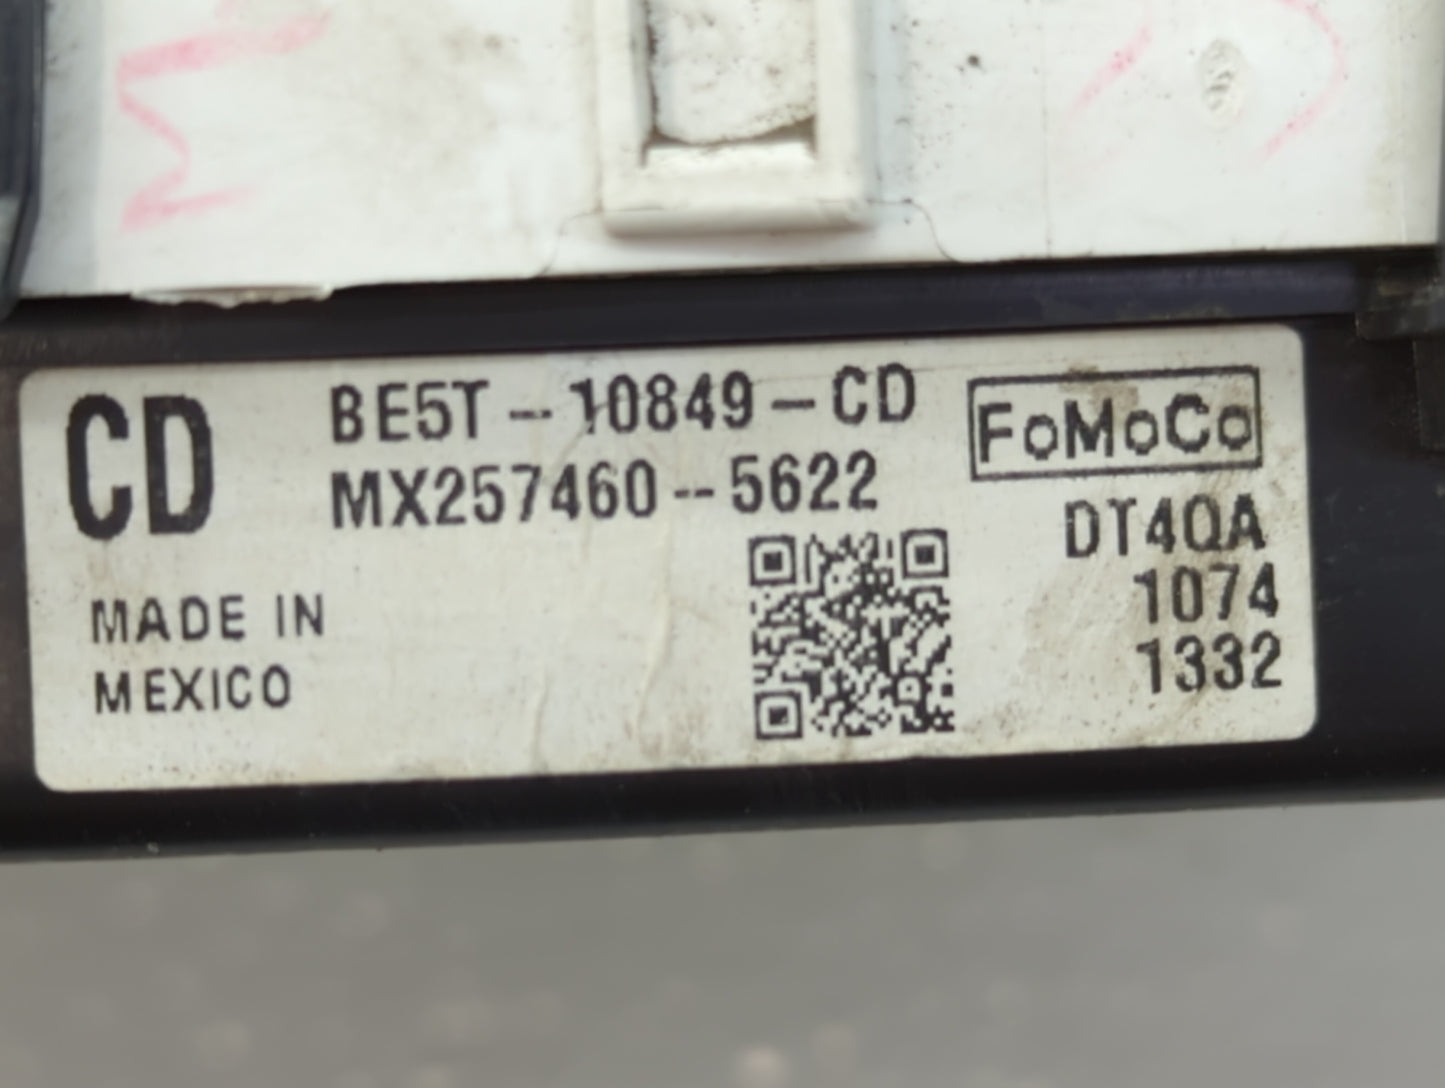 CD
BE5T--10849-CD
MX257460--5622
FoMoCo
DT4QA
1074
1332
MADE IN
MEXICO